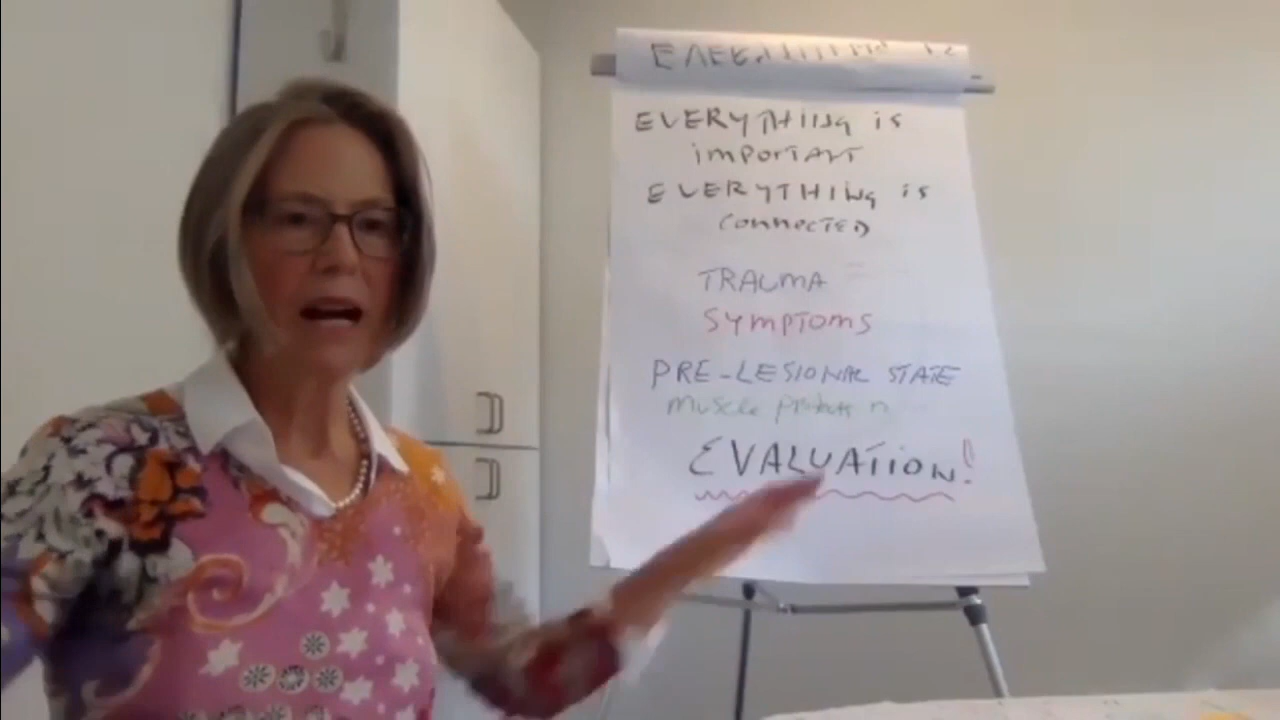 EVERYTHING is
imPORTANT
EVERYTHING is
CONNECTED
TRAUMA
SYMPTOMS
PRE-LESIONAL STATE
muscle
EVALUATION!